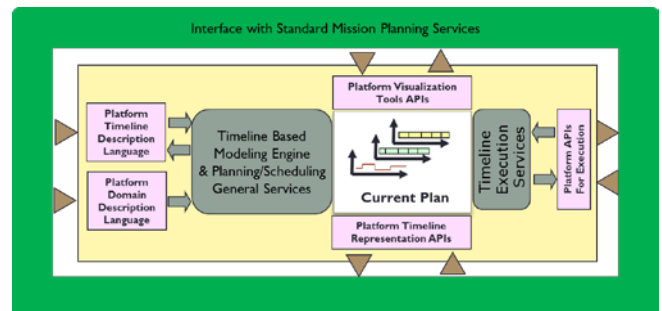 Interface with Standard Mission Planning Services
Platform Visualization
Tools APIs
Platform
Timeline
Description
Language
Platform
Domain
Description
Language
Timeline Based
Modeling Engine
& Planning/Scheduling
General Services
Current Plan
Timeline
Execution
Services
Platform APIs
For Execution
Platform Timeline
Representation APIs